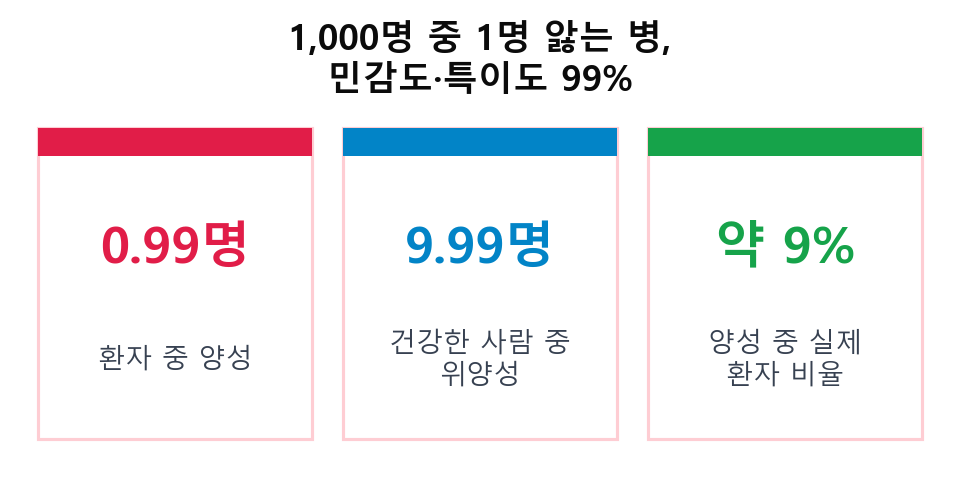 1,000명 중 1명 앓는 병,
민감도·특이도 99%
0.99명
환자 중 양성
9.99명
건강한 사람 중
위양성
약 9%
양성 중 실제
환자 비율